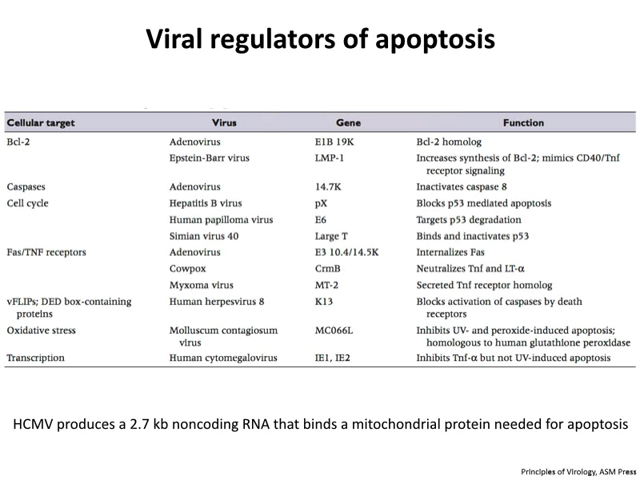 Viral regulators of apoptosis
Cellular target Virus Gene Function
Bcl-2 Adenovirus E1B 19K Bcl-2 homolog
Epstein-Barr virus LMP-1 Increases synthesis of Bcl-2; mimics CD40/Tnf
receptor signaling
Caspases Adenovirus 14.7K Inactivates caspase 8
Cell cycle Hepatitis B virus pX Blocks p53 mediated apoptosis
Human papilloma virus E6 Targets p53 degradation
Simian virus 40 Large T Binds and inactivates p53
Fas/TNF receptors Adenovirus E3 10.4/14.5K Internalizes Fas
Cowpox CrmB Neutralizes Tnf and LT-α
Myxoma virus MT-2 Secreted Tnf receptor homolog
vFLIPs; DED box-containing Human herpesvirus 8 K13 Blocks activation of caspases by death
proteins receptors
Oxidative stress Molluscum contagiosum MC066L Inhibits UV- and peroxide-induced apoptosis;
virus homologous to human glutathione peroxidase
Transcription Human cytomegalovirus IE1, IE2 Inhibits Tnf-α but not UV-induced apoptosis
HCMV produces a 2.7 kb noncoding RNA that binds a mitochondrial protein needed for apoptosis
Principles of Virology, ASM Press